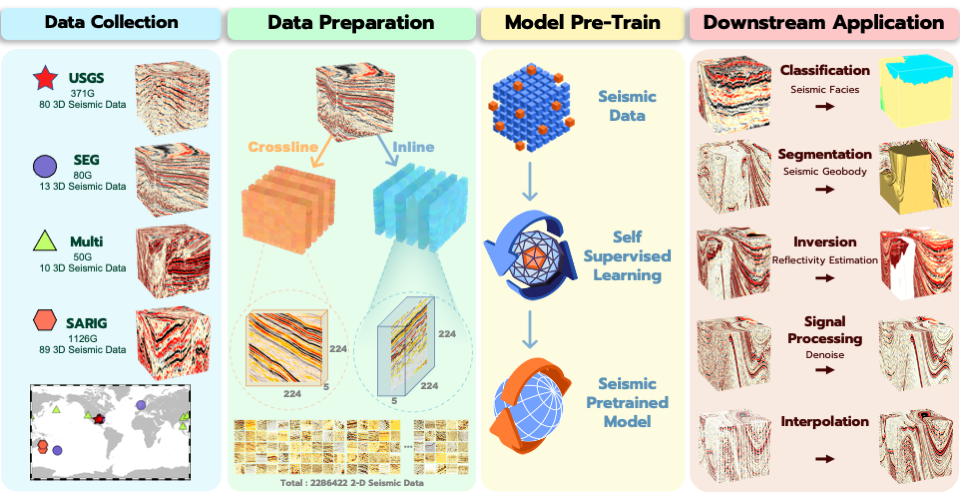 Data Collection
Data Preparation
Model Pre-Train
Downstream Application
USGS
371G
80 3D Seismic Data
SEG
80G
13 3D Seismic Data
Multi
50G
10 3D Seismic Data
SARIG
1126G
89 3D Seismic Data
Crossline
Inline
224
224
5
224
224
5
Total : 2286422 2-D Seismic Data
Seismic
Data
Self
Supervised
Learning
Seismic
Pretrained
Model
Classification
Seismic Facies
Segmentation
Seismic Geobody
Inversion
Reflectivity Estimation
Signal
Processing
Denoise
Interpolation